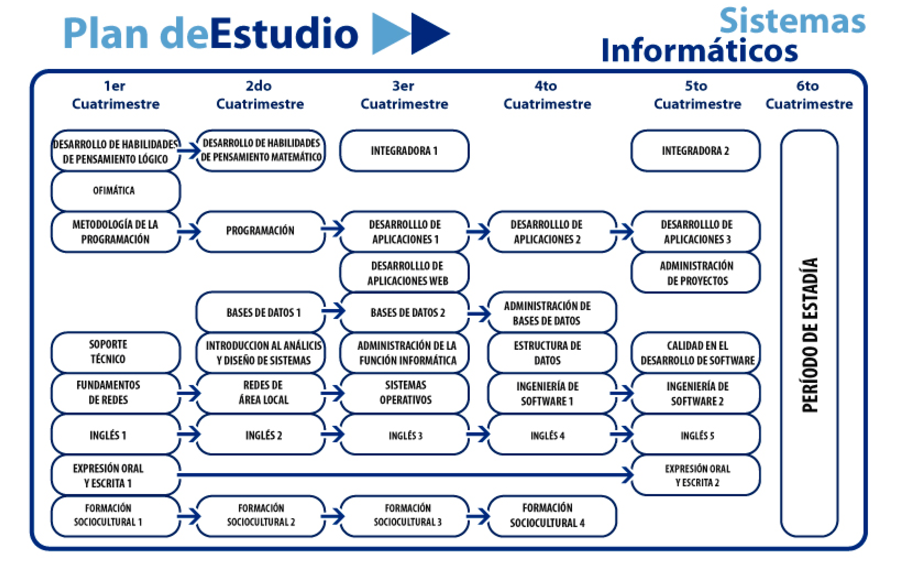 Plan deEstudio
Sistemas
Informáticos
1er
Cuatrimestre
2do
Cuatrimestre
3er
Cuatrimestre
4to
Cuatrimestre
5to
Cuatrimestre
6to
Cuatrimestre
DESARROLLO DE HABILIDADES
DE PENSAMIENTO LÓGICO
DESARROLLO DE HABILIDADES
DE PENSAMIENTO MATEMÁTICO
INTEGRADORA 1
INTEGRADORA 2
OFIMÁTICA
METODOLOGÍA DE LA
PROGRAMACIÓN
PROGRAMACIÓN
DESARROLLLO DE
APLICACIONES 1
DESARROLLLO DE
APLICACIONES 2
DESARROLLLO DE
APLICACIONES 3
DESARROLLLO DE
APLICACIONES WEB
ADMINISTRACIÓN
DE PROYECTOS
BASES DE DATOS 1
BASES DE DATOS 2
ADMINISTRACIÓN DE
BASES DE DATOS
SOPORTE
TÉCNICO
INTRODUCCION AL ANÁLISIS
Y DISEÑO DE SISTEMAS
ADMINISTRACIÓN DE LA
FUNCIÓN INFORMÁTICA
ESTRUCTURA DE
DATOS
CALIDAD EN EL
DESARROLLO DE SOFTWARE
FUNDAMENTOS
DE REDES
REDES DE
ÁREA LOCAL
SISTEMAS
OPERATIVOS
INGENIERÍA DE
SOFTWARE 1
INGENIERÍA DE
SOFTWARE 2
INGLÉS 1
INGLÉS 2
INGLÉS 3
INGLÉS 4
INGLÉS 5
EXPRESIÓN ORAL
Y ESCRITA 1
EXPRESIÓN ORAL
Y ESCRITA 2
FORMACIÓN
SOCIOCULTURAL 1
FORMACIÓN
SOCIOCULTURAL 2
FORMACIÓN
SOCIOCULTURAL 3
FORMACIÓN
SOCIOCULTURAL 4
PERÍODO DE ESTADÍA